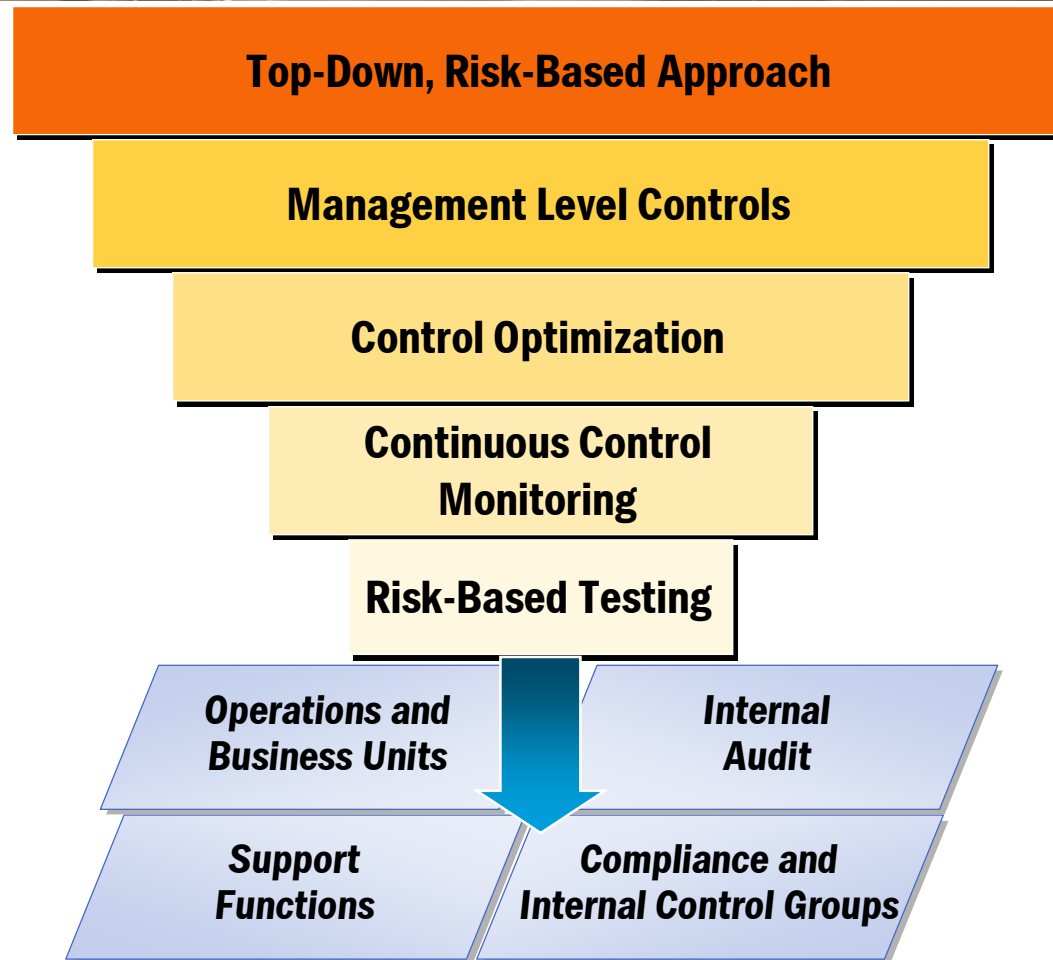 Top-Down, Risk-Based Approach
Management Level Controls
Control Optimization
Continuous Control
Monitoring
Risk-Based Testing
Operations and
Business Units
Internal
Audit
Support
Functions
Compliance and
Internal Control Groups